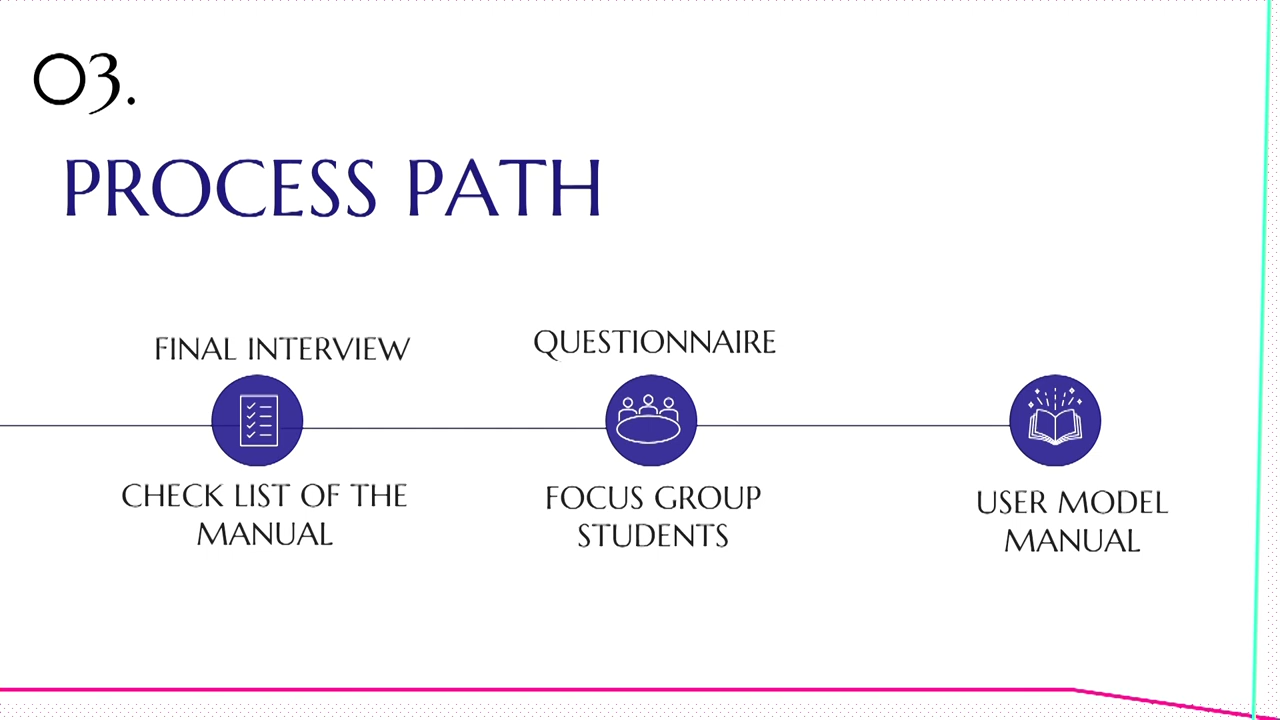 03.
PROCESS PATH
FINAL INTERVIEW
QUESTIONNAIRE
CHECK LIST OF THE
MANUAL
FOCUS GROUP
STUDENTS
USER MODEL
MANUAL